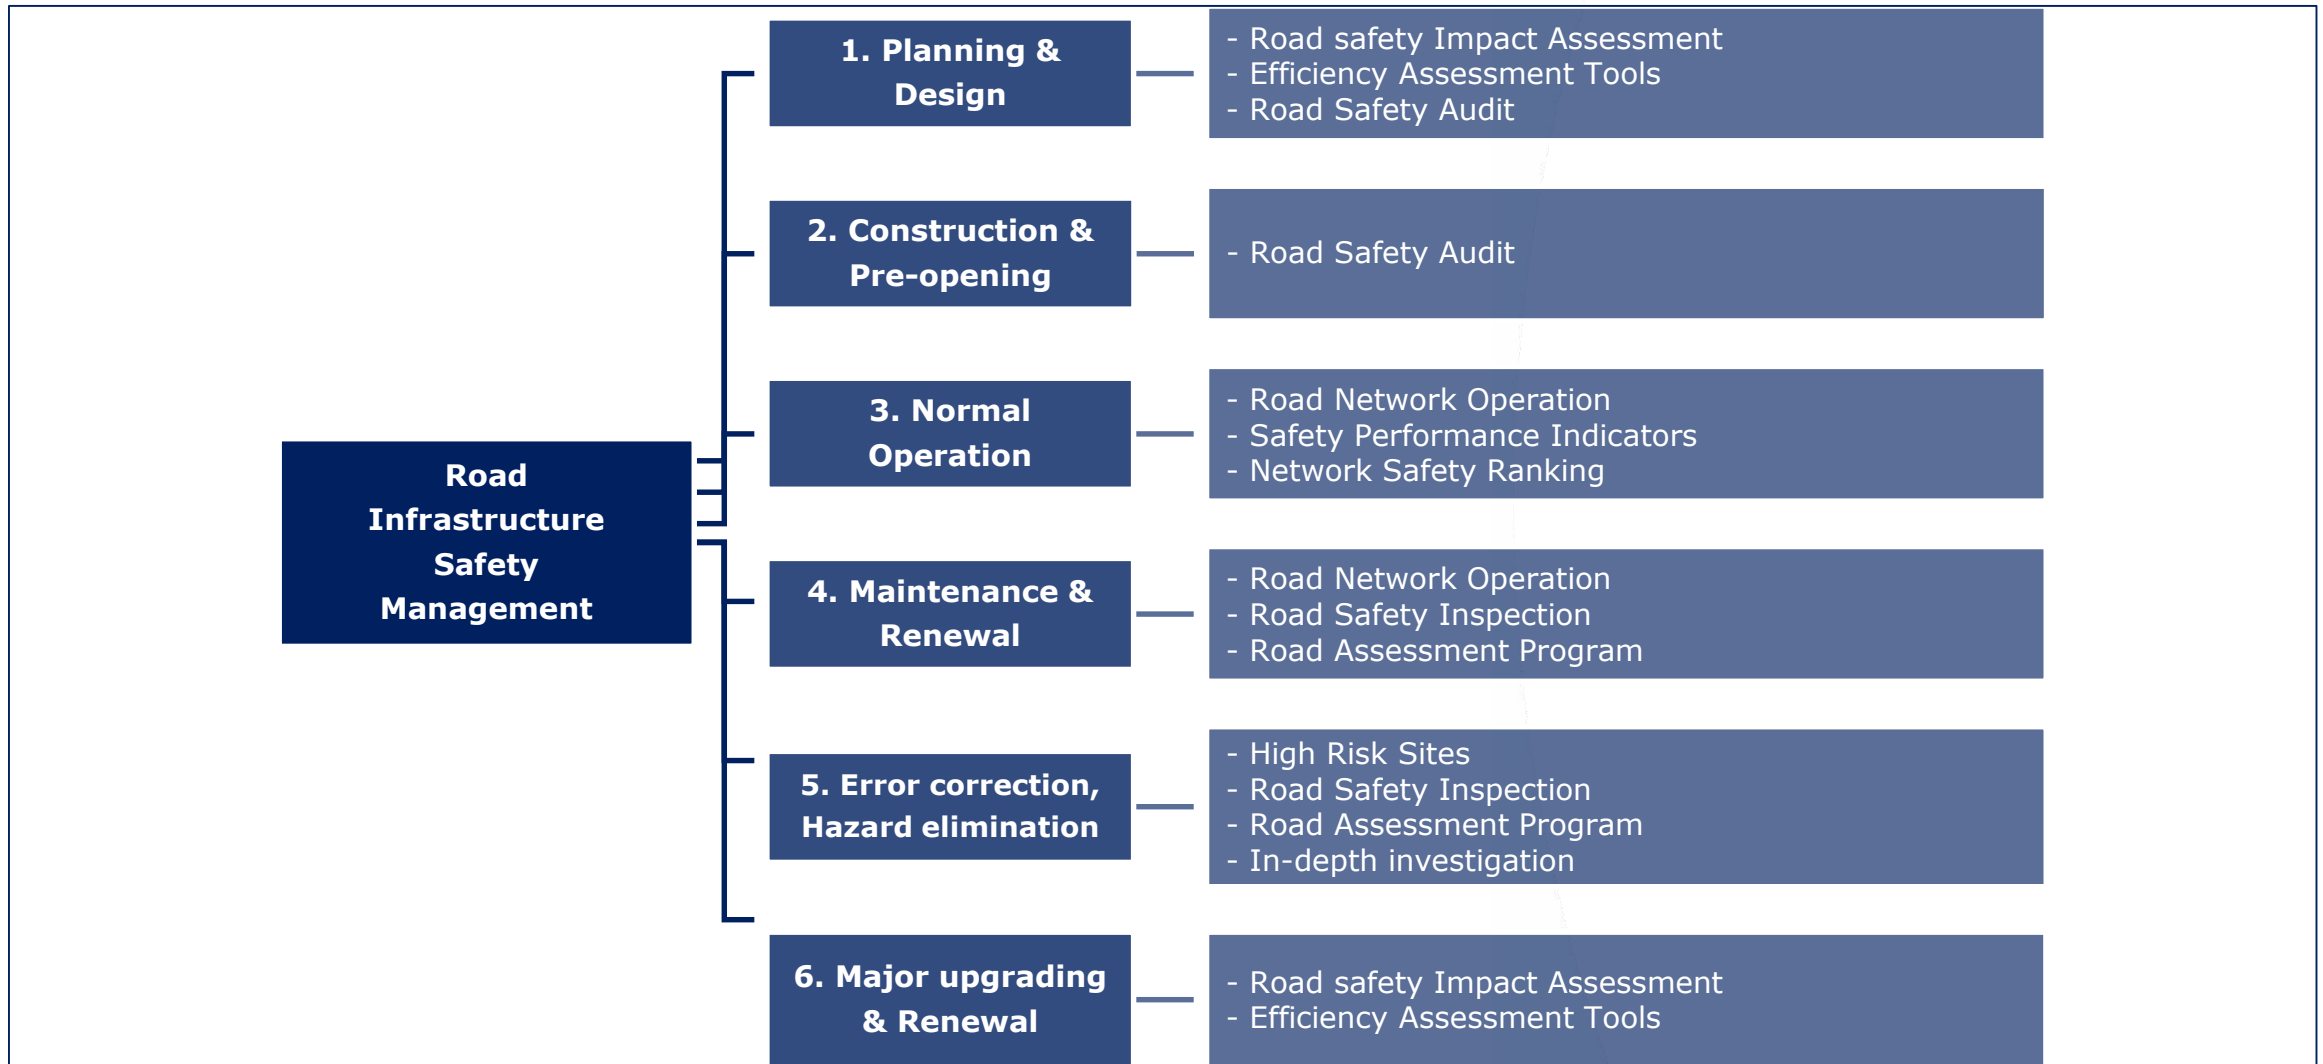 Road
Infrastructure
Safety
Management
1. Planning &
Design
- Road safety Impact Assessment
- Efficiency Assessment Tools
- Road Safety Audit
2. Construction &
Pre-opening
- Road Safety Audit
3. Normal
Operation
- Road Network Operation
- Safety Performance Indicators
- Network Safety Ranking
4. Maintenance &
Renewal
- Road Network Operation
- Road Safety Inspection
- Road Assessment Program
5. Error correction,
Hazard elimination
- High Risk Sites
- Road Safety Inspection
- Road Assessment Program
- In-depth investigation
6. Major upgrading
& Renewal
- Road safety Impact Assessment
- Efficiency Assessment Tools